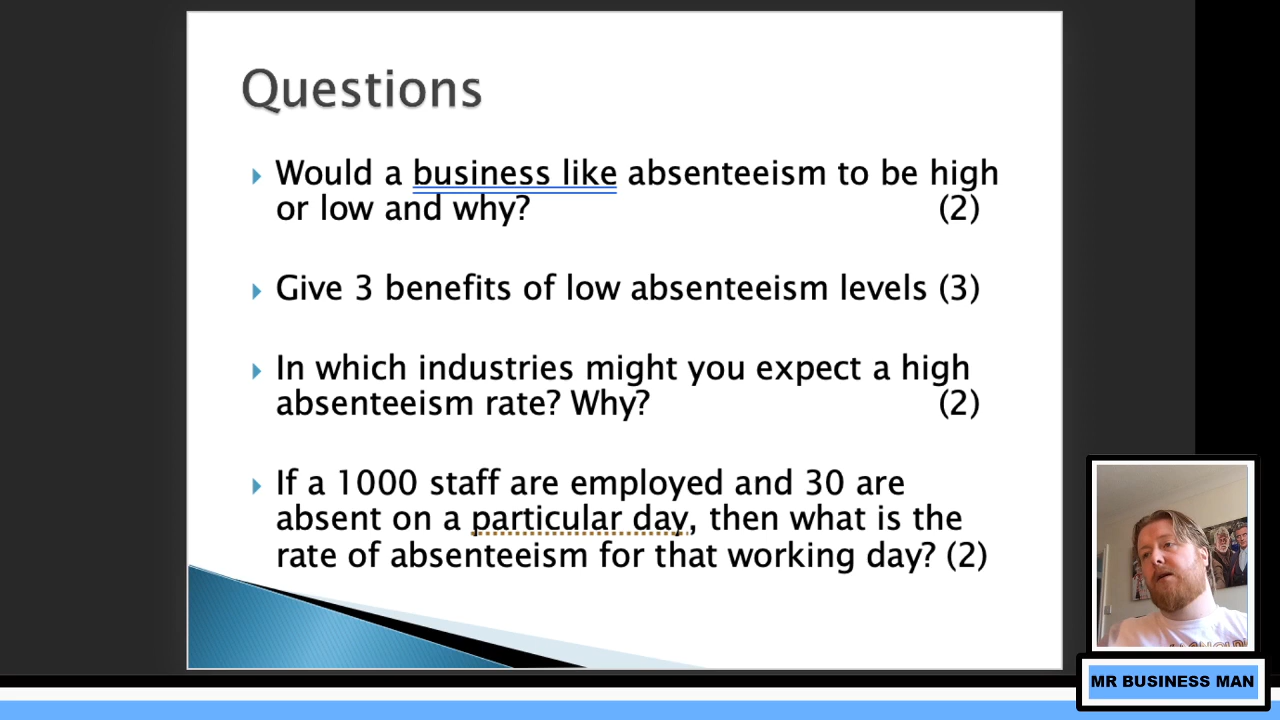 Questions
Would a business like absenteeism to be high
or low and why? (2)
Give 3 benefits of low absenteeism levels (3)
In which industries might you expect a high
absenteeism rate? Why? (2)
If a 1000 staff are employed and 30 are
absent on a particular day, then what is the
rate of absenteeism for that working day? (2)
MR BUSINESS MAN